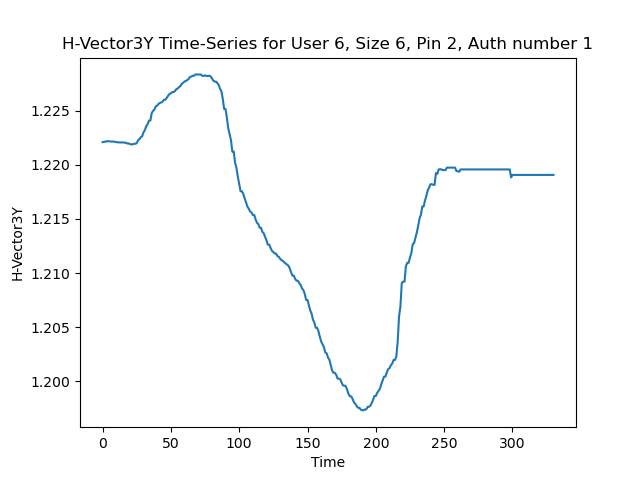 H-Vector3Y Time-Series for User 6, Size 6, Pin 2, Auth number 1
H-Vector3Y
1.225
1.220
1.215
1.210
1.205
1.200
0 50 100 150 200 250 300
Time